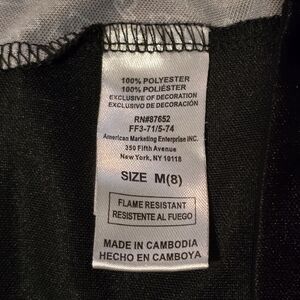 100% POLYESTER
100% POLIÉSTER
EXCLUSIVE OF DECORATION
EXCLUSIVO DE DECORACIÓN
RN#87652
FF3-71/5-74
American Marketing Enterprise INC.
350 Fifth Avenue
New York, NY 10118
SIZE M(8)
FLAME RESISTANT
RESISTENTE AL FUEGO
MADE IN CAMBODIA
HECHO EN CAMBOYA